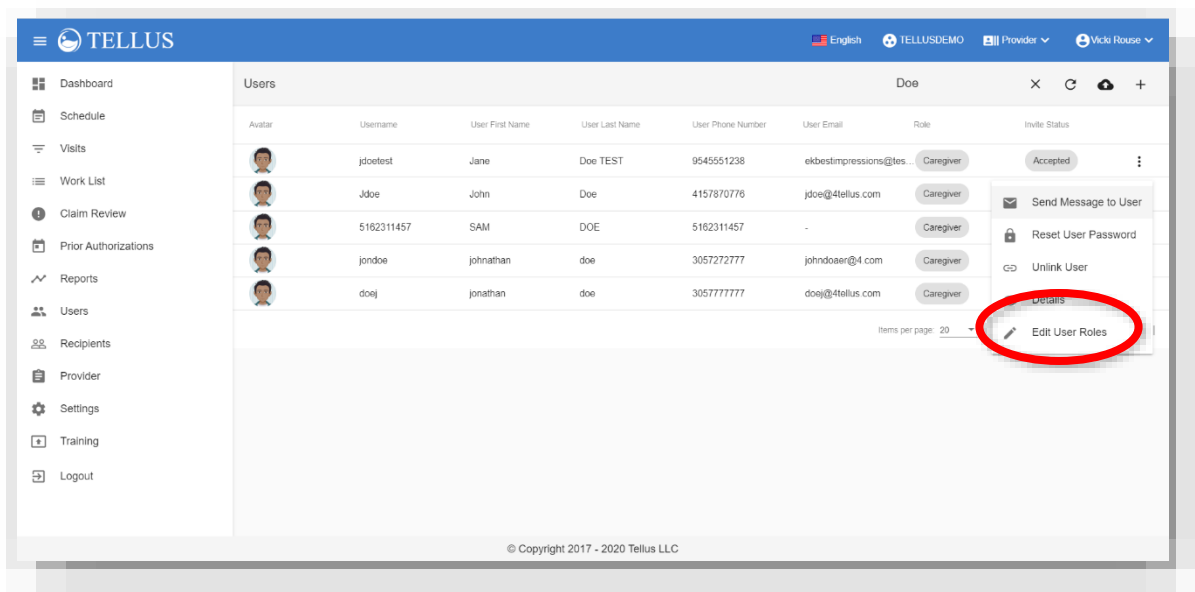 TELLUS English TELLUSDEMO Provider Vicki Rouse
Dashboard
Schedule
Visits
Work List
Claim Review
Prior Authorizations
Reports
Users
Recipients
Provider
Settings
Training
Logout
Users Doe
Avatar Username User First Name User Last Name User Phone Number User Email Role Invite Status
jdoetest Jane Doe TEST 9545551238 ekbestimpressions@tes... Caregiver Accepted
Jdoe John Doe 4157870776 jdoe@4tellus.com Caregiver
5162311457 SAM DOE 5162311457 - Caregiver
jondoe johnathan doe 3057272777 johndoaer@4.com Caregiver
doej jonathan doe 3057777777 doej@4tellus.com Caregiver
Items per page: 20
Send Message to User
Reset User Password
Unlink User
Details
Edit User Roles
© Copyright 2017 - 2020 Tellus LLC